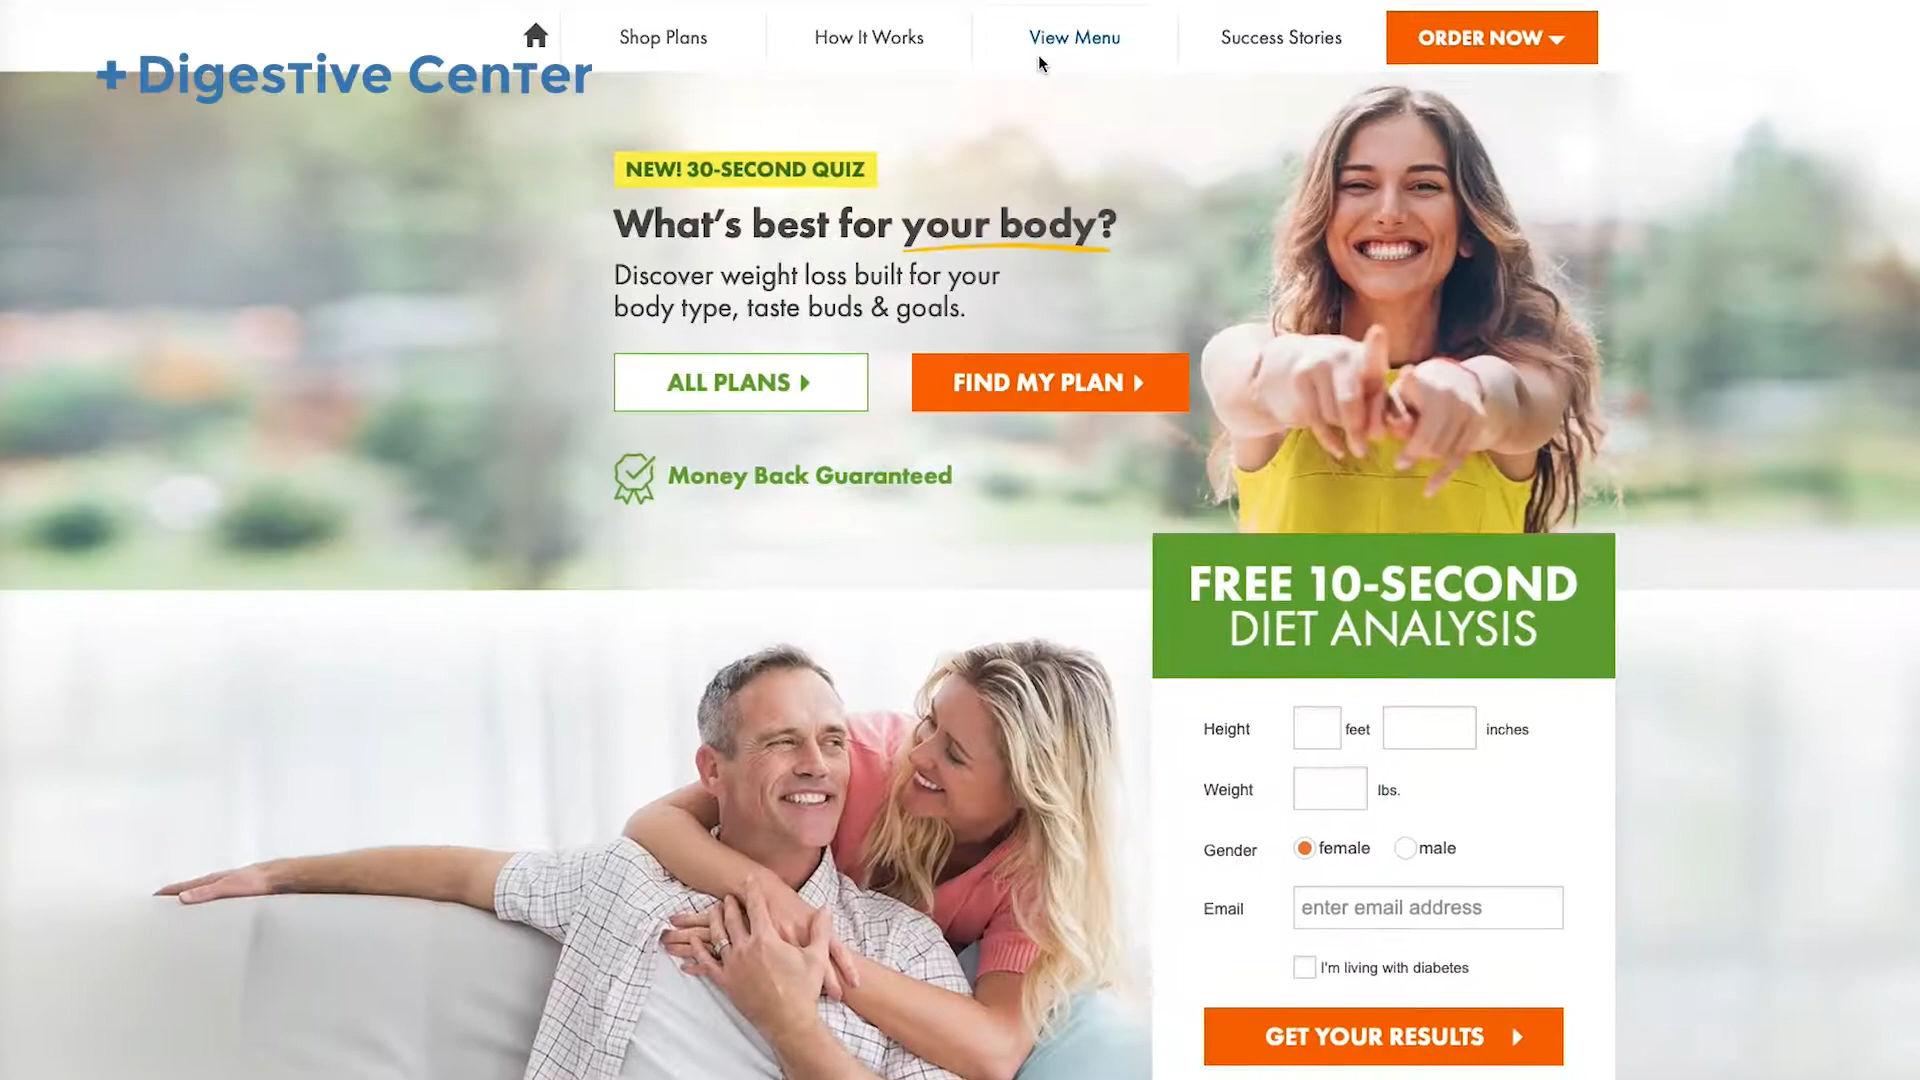 Shop Plans
How It Works
View Menu
Success Stories
ORDER NOW
+Digestive Center
NEW! 30-SECOND QUIZ
What's best for your body?
Discover weight loss built for your
body type, taste buds & goals.
ALL PLANS
FIND MY PLAN
Money Back Guaranteed
FREE 10-SECOND
DIET ANALYSIS
Height feet inches
Weight lbs.
Gender female male
Email enter email address
I'm living with diabetes
GET YOUR RESULTS